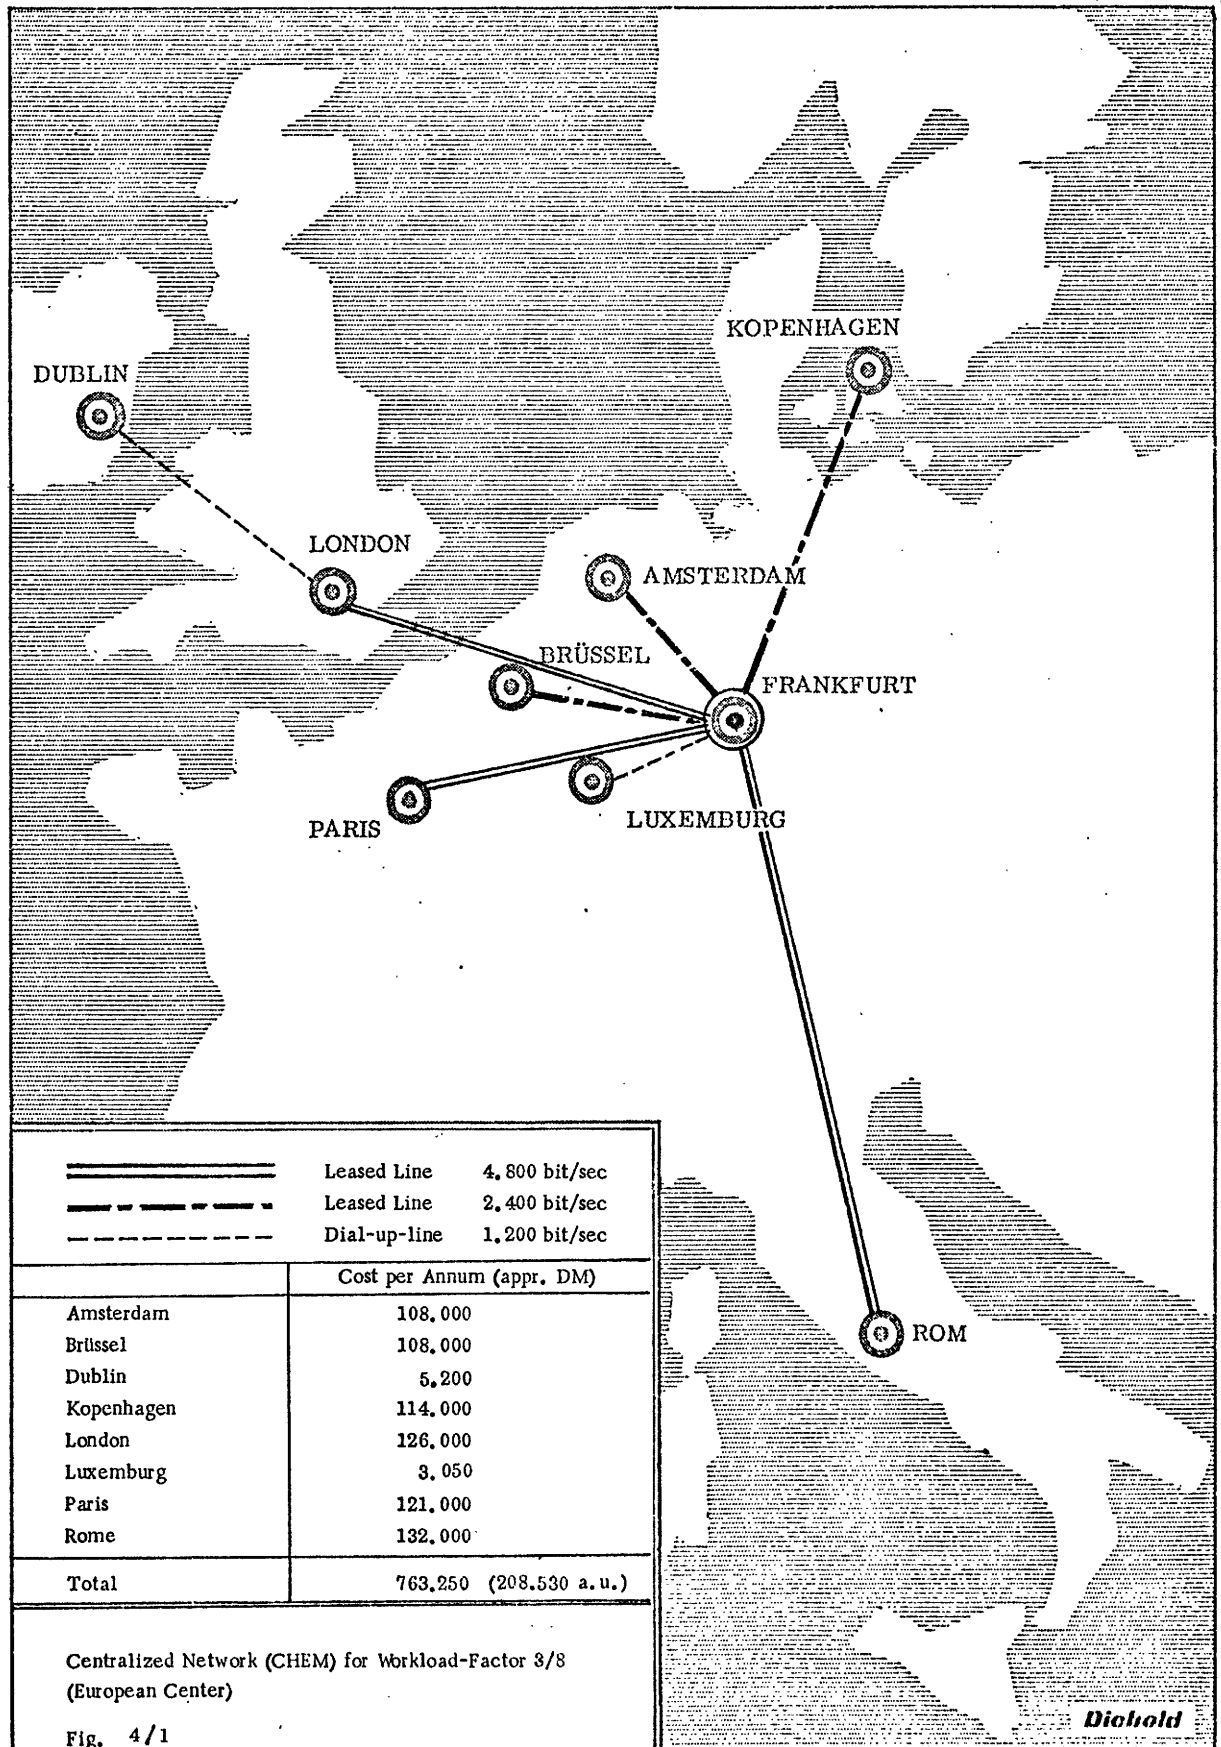 KOPENHAGEN
DUBLIN
LONDON
AMSTERDAM
BRÜSSEL
FRANKFURT
LUXEMBURG
PARIS
ROM
Leased Line 4.800 bit/sec
Leased Line 2.400 bit/sec
Dial-up-line 1.200 bit/sec
Cost per Annum (appr. DM)
Amsterdam 108.000
Brüssel 108.000
Dublin 5.200
Kopenhagen 114.000
London 126.000
Luxemburg 3.050
Paris 121.000
Rome 132.000
Total 763.250 (208.530 a.u.)
Centralized Network (CHEM) for Workload-Factor 3/8
(European Center)
Fig. 4/1
Diebold